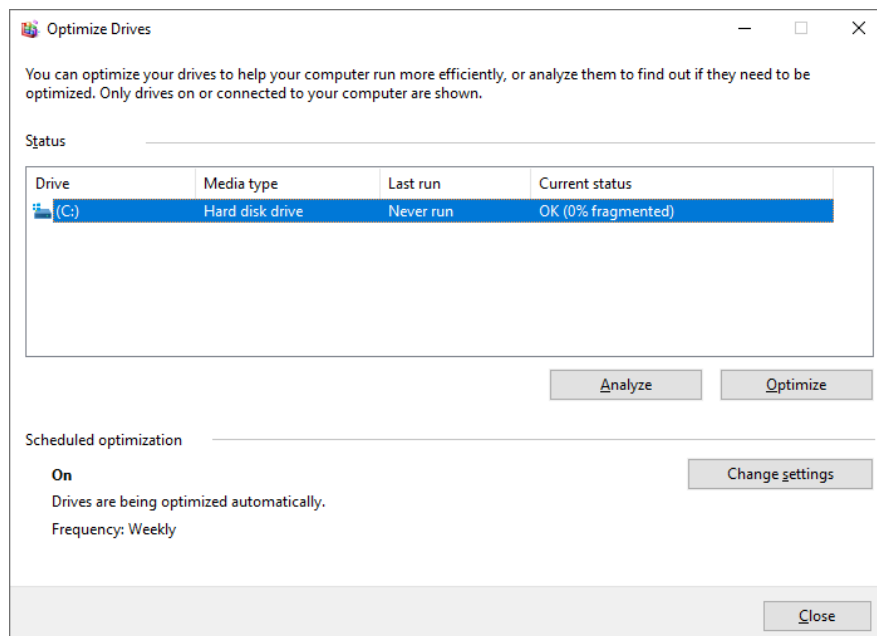 Optimize Drives
You can optimize your drives to help your computer run more efficiently, or analyze them to find out if they need to be
optimized. Only drives on or connected to your computer are shown.
Status
Drive Media type Last run Current status
(C:) Hard disk drive Never run OK (0% fragmented)
Analyze Optimize
Scheduled optimization
On Change settings
Drives are being optimized automatically.
Frequency: Weekly
Close